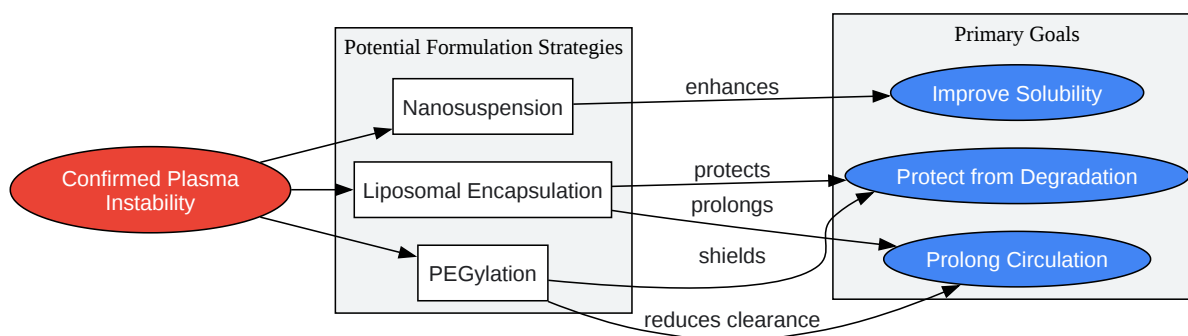 Potential Formulation Strategies
Primary Goals
Confirmed Plasma
Instability
Nanosuspension
enhances
Improve Solubility
Liposomal Encapsulation
protects
Protect from Degradation
prolongs
Prolong Circulation
PEGylation
shields
reduces clearance